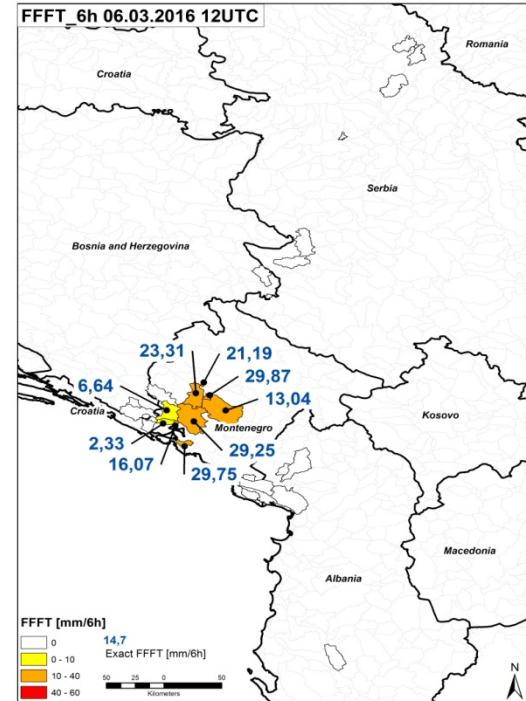 FFFT_6h 06.03.2016 12UTC
Romania
Croatia
Serbia
Bosnia and Herzegovina
23,31
21,19
6,64
29,87
13,04
Croatia
Kosovo
Montenegro
2,33
29,25
16,07
29,75
Macedonia
Albania
FFFT [mm/6h]
0
14,7
0 - 10
Exact FFFT [mm/6h]
10 - 40
40 - 60
50 25 0 50
Kilometers
N